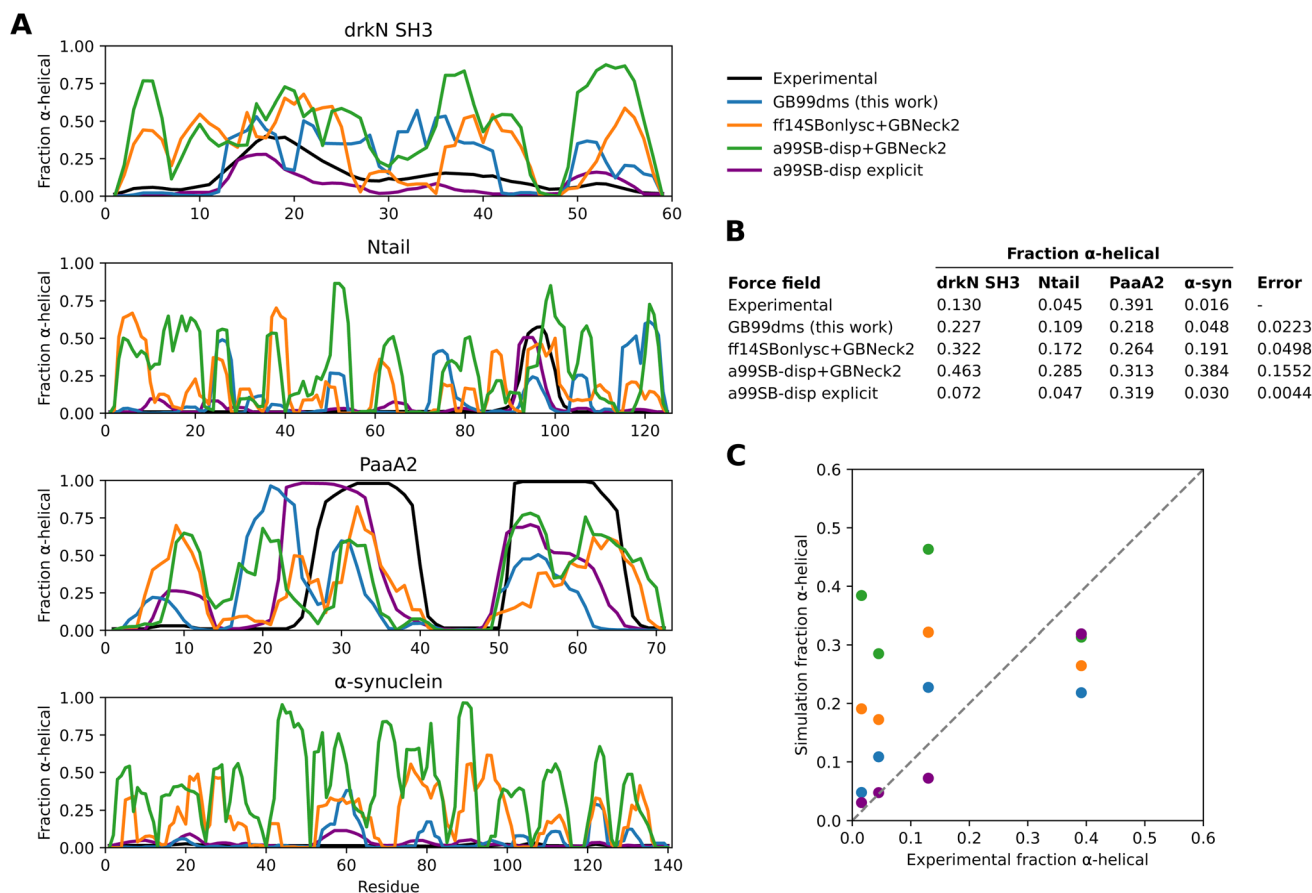 A
drkN SH3
Fraction α-helical
1.00
0.75
0.50
0.25
0.00
0 10 20 30 40 50 60
Ntail
Fraction α-helical
1.00
0.75
0.50
0.25
0.00
0 20 40 60 80 100 120
PaaA2
Fraction α-helical
1.00
0.75
0.50
0.25
0.00
0 10 20 30 40 50 60 70
α-synuclein
Fraction α-helical
1.00
0.75
0.50
0.25
0.00
0 20 40 60 80 100 120 140
Residue
Experimental
GB99dms (this work)
ff14SBonlysc+GBNeck2
a99SB-disp+GBNeck2
a99SB-disp explicit
B
Fraction α-helical
Force field drkN SH3 Ntail PaaA2 α-syn Error
Experimental 0.130 0.045 0.391 0.016 -
GB99dms (this work) 0.227 0.109 0.218 0.048 0.0223
ff14SBonlysc+GBNeck2 0.322 0.172 0.264 0.191 0.0498
a99SB-disp+GBNeck2 0.463 0.285 0.313 0.384 0.1552
a99SB-disp explicit 0.072 0.047 0.319 0.030 0.0044
C
Simulation fraction α-helical
0.6
0.5
0.4
0.3
0.2
0.1
0.0
0.0 0.1 0.2 0.3 0.4 0.5 0.6
Experimental fraction α-helical